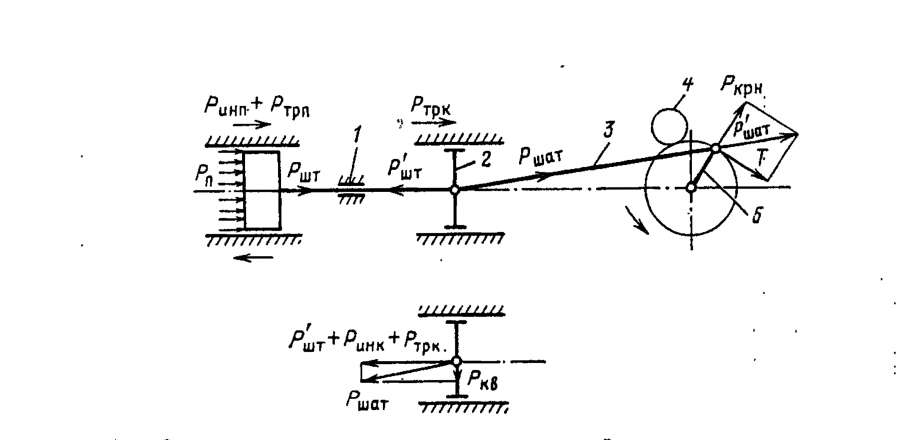 Pинп + Pтрп
Pтрк
4
Pкрн
1
P'шат
Pп
Pшт
P'шт
2
Pшат
3
T
5
P'шт + Pинк + Pтрк.
Pкв
Pшат